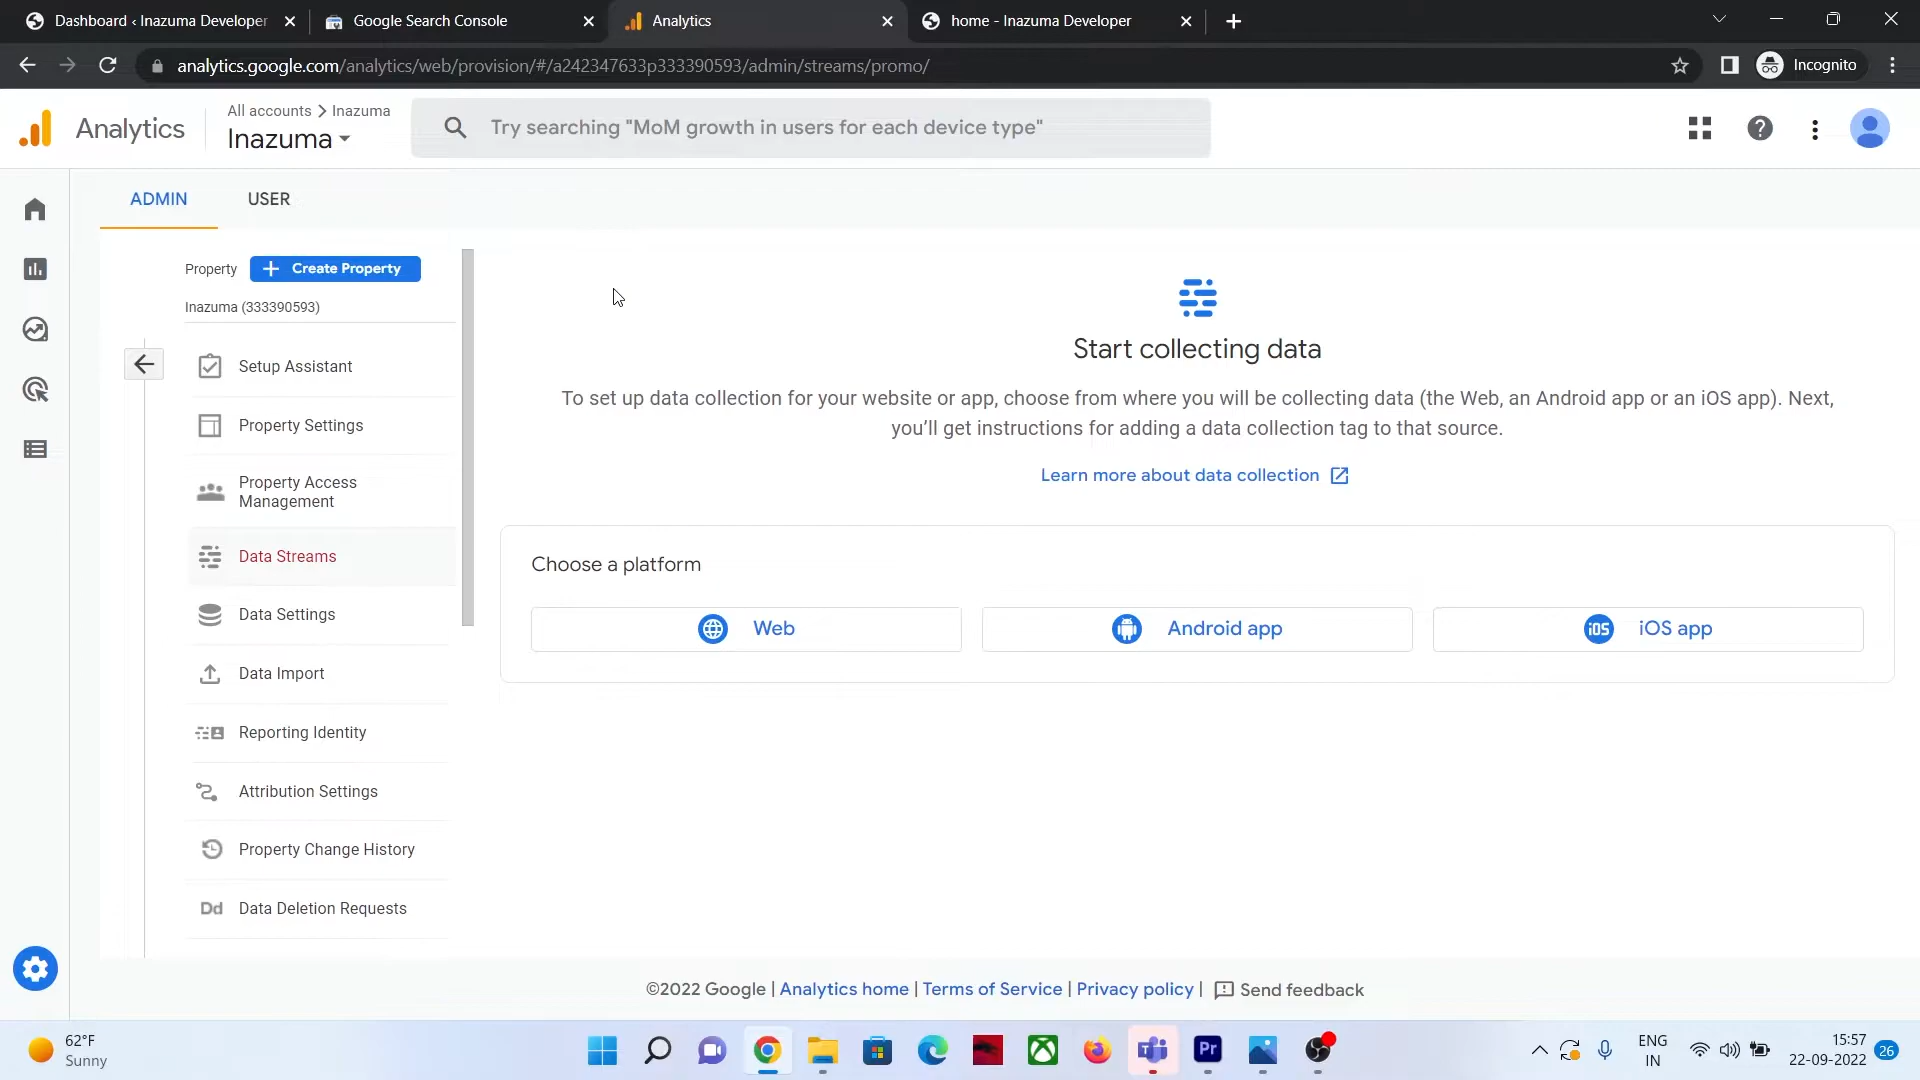 Dashboard ‹ Inazuma Developer
Google Search Console
Analytics
home - Inazuma Developer
analytics.google.com/analytics/web/provision/#/a242347633p333390593/admin/streams/promo/
Incognito
Analytics
All accounts > Inazuma
Inazuma
Try searching "MoM growth in users for each device type"
ADMIN
USER
Property
+ Create Property
Inazuma (333390593)
Setup Assistant
Property Settings
Property Access
Management
Data Streams
Data Settings
Data Import
Reporting Identity
Attribution Settings
Property Change History
Dd Data Deletion Requests
Start collecting data
To set up data collection for your website or app, choose from where you will be collecting data (the Web, an Android app or an iOS app). Next,
you’ll get instructions for adding a data collection tag to that source.
Learn more about data collection
Choose a platform
Web
Android app
iOS iOS app
©2022 Google | Analytics home | Terms of Service | Privacy policy | Send feedback
62°F
Sunny
Pr
ENG
IN
15:57
22-09-2022
26